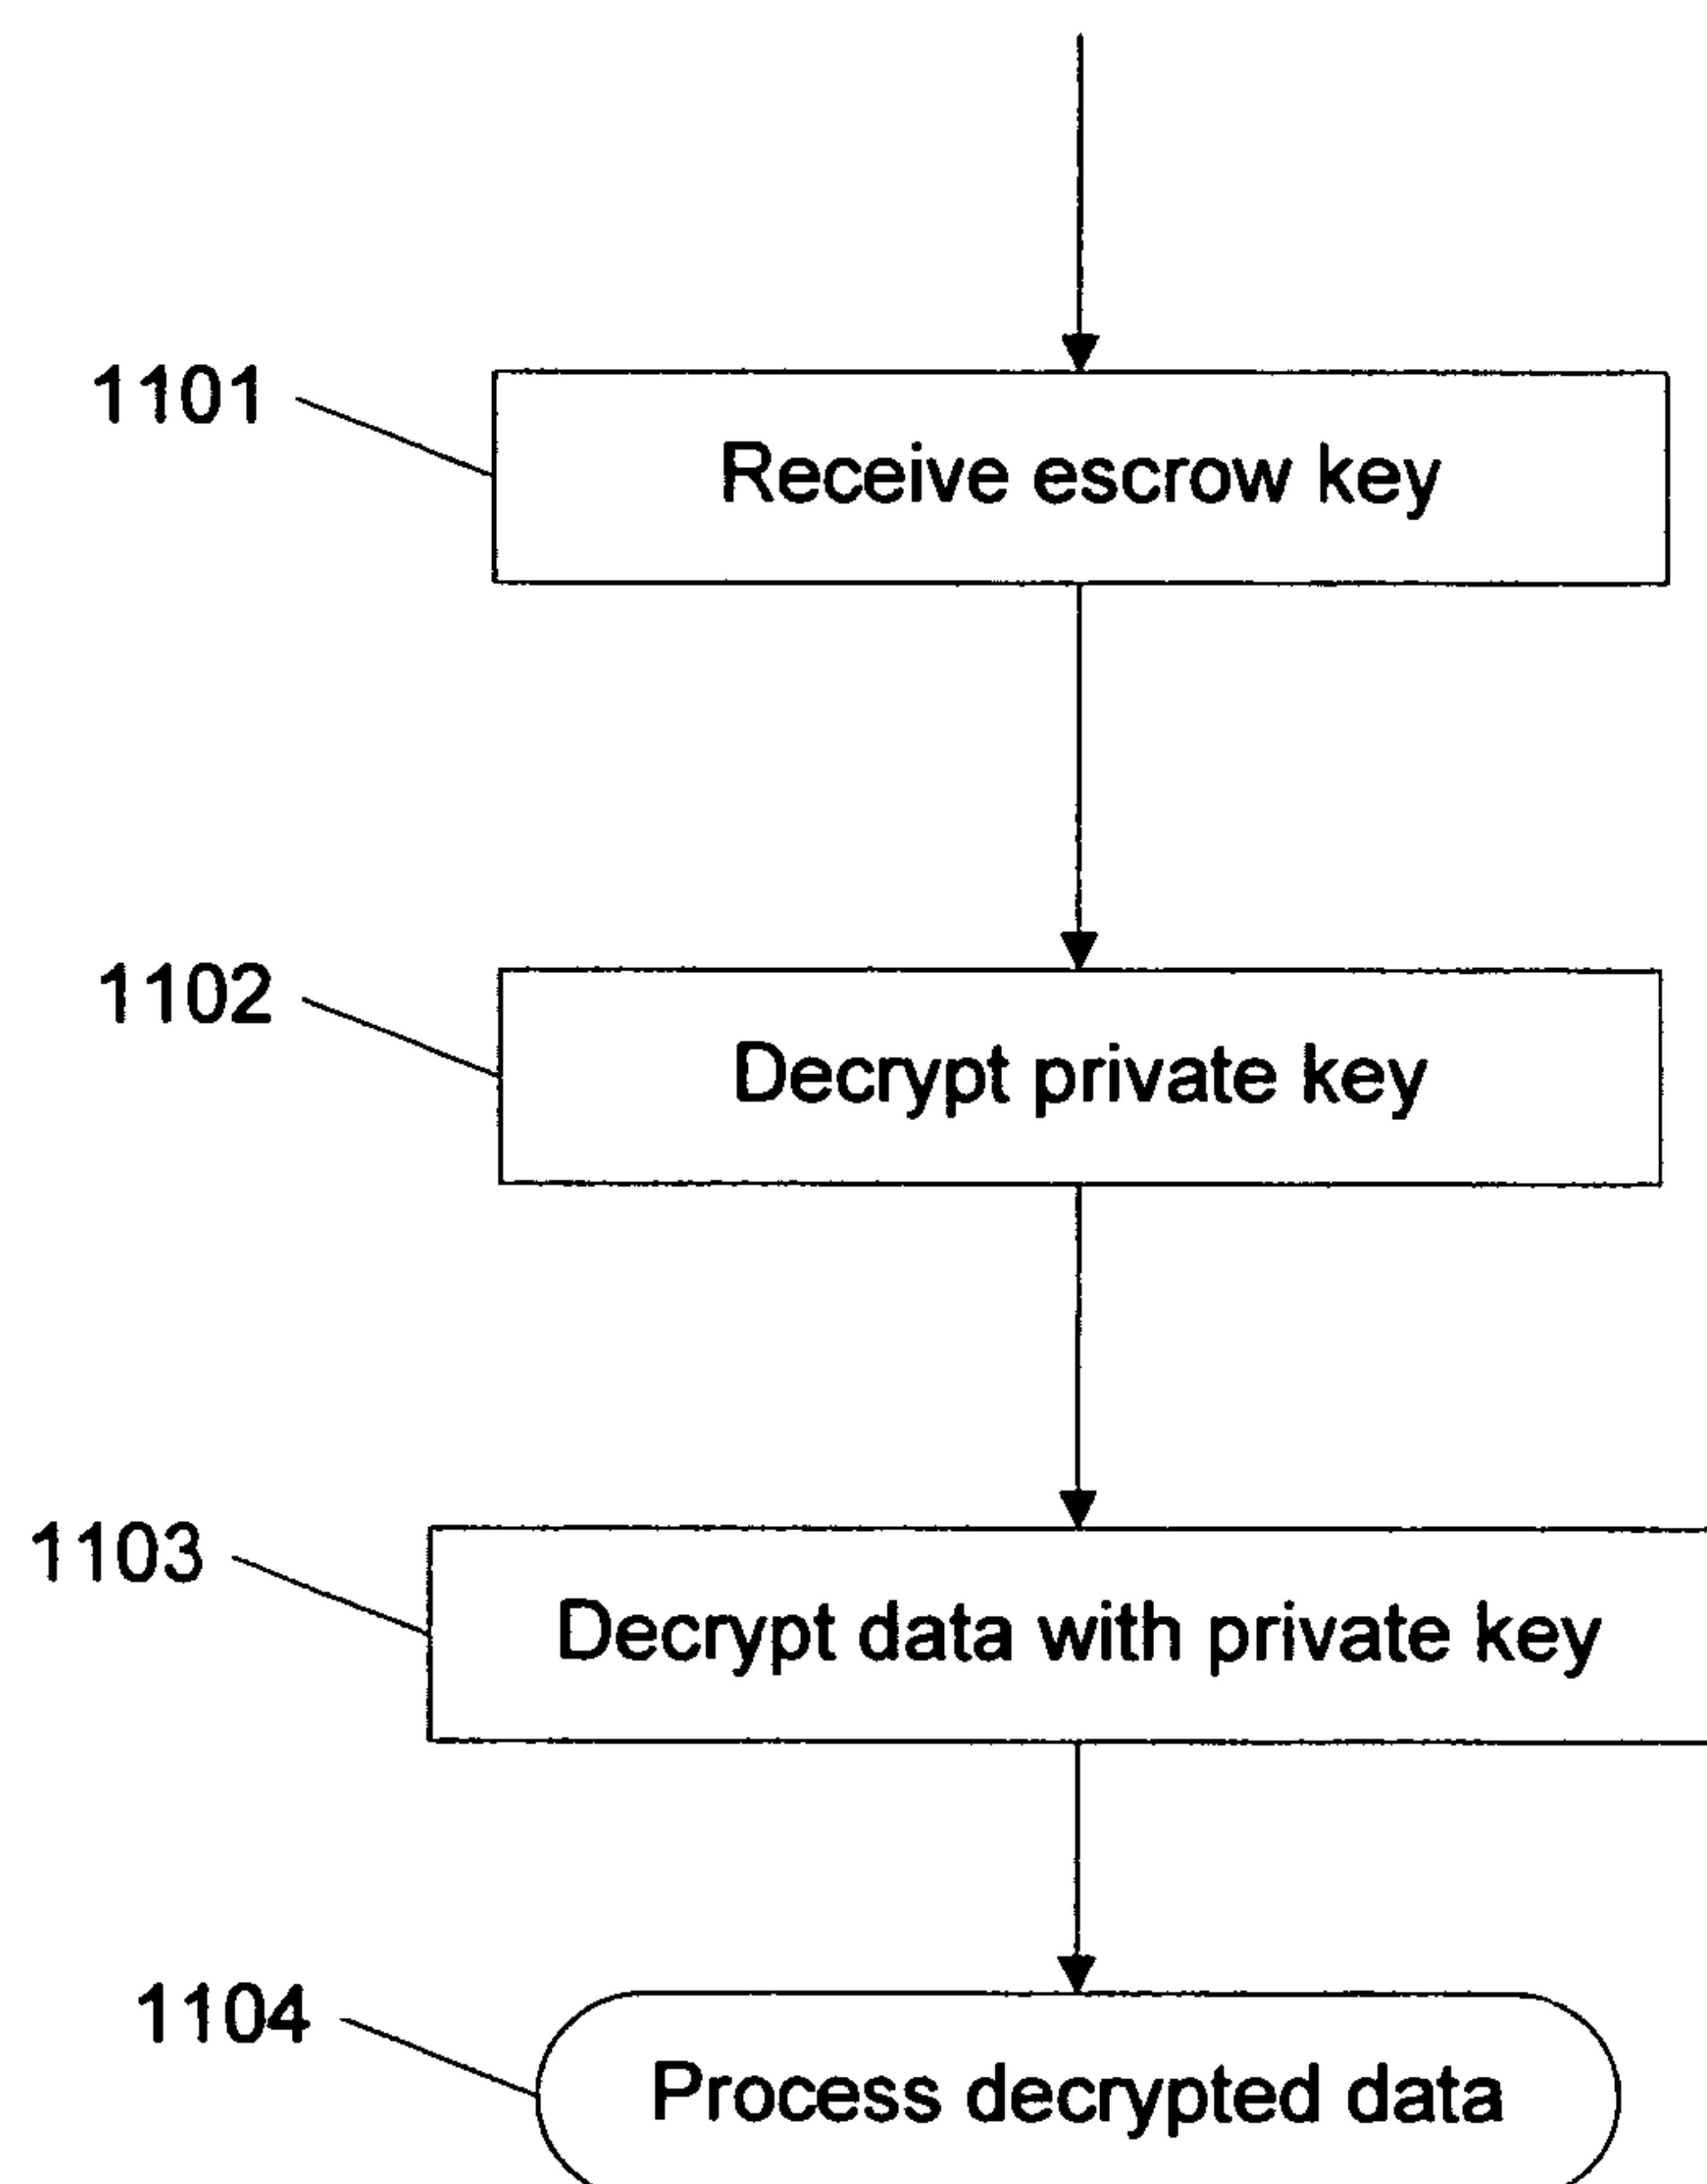 1101
Receive escrow key
1102
Decrypt private key
1103
Decrypt data with private key
1104
Process decrypted data